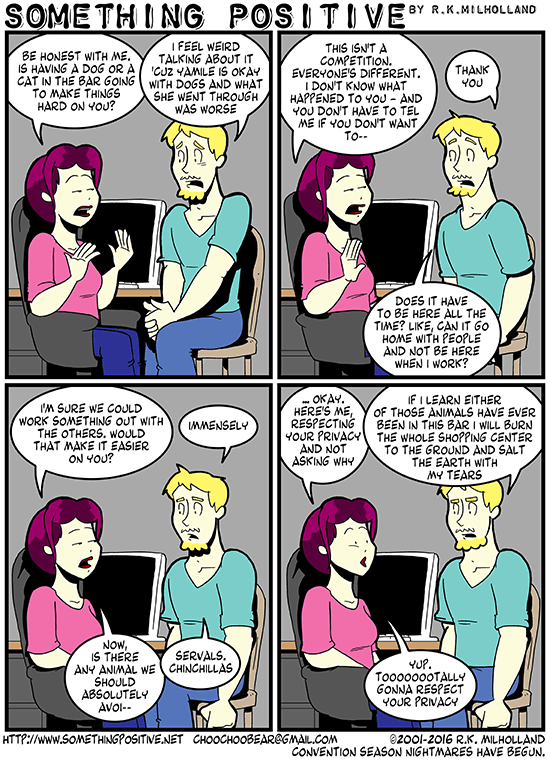 SOMETHING POSITIVE BY R.K.MILHOLLAND
BE HONEST WITH ME.
IS HAVING A DOG OR A
CAT IN THE BAR GOING
TO MAKE THINGS
HARD ON YOU?
I FEEL WEIRD
TALKING ABOUT IT
'CUZ YAMILE IS OKAY
WITH DOGS AND WHAT
SHE WENT THROUGH
WAS WORSE
THIS ISN'T A
COMPETITION.
EVERYONE'S DIFFERENT.
I DON'T KNOW WHAT
HAPPENED TO YOU - AND
YOU DON'T HAVE TO TEL
ME IF YOU DON'T WANT
TO--
THANK
YOU
DOES IT HAVE
TO BE HERE ALL THE
TIME? LIKE, CAN IT GO
HOME WITH PEOPLE
AND NOT BE HERE
WHEN I WORK?
I'M SURE WE COULD
WORK SOMETHING OUT WITH
THE OTHERS. WOULD
THAT MAKE IT EASIER
ON YOU?
IMMENSELY
NOW,
IS THERE
ANY ANIMAL WE
SHOULD
ABSOLUTELY
AVOI--
SERVALS.
CHINCHILLAS
... OKAY.
HERE'S ME,
RESPECTING
YOUR PRIVACY
AND NOT
ASKING WHY
IF I LEARN EITHER
OF THOSE ANIMALS HAVE EVER
BEEN IN THIS BAR I WILL BURN
THE WHOLE SHOPPING CENTER
TO THE GROUND AND SALT
THE EARTH WITH
MY TEARS
YUP.
TOOOOOOOTALLY
GONNA RESPECT
YOUR PRIVACY
HTTP://WWW.SOMETHINGPOSITIVE.NET CHOOCHOOBEAR@GMAIL.COM ©2001-2016 R.K. MILHOLLAND
CONVENTION SEASON NIGHTMARES HAVE BEGUN.